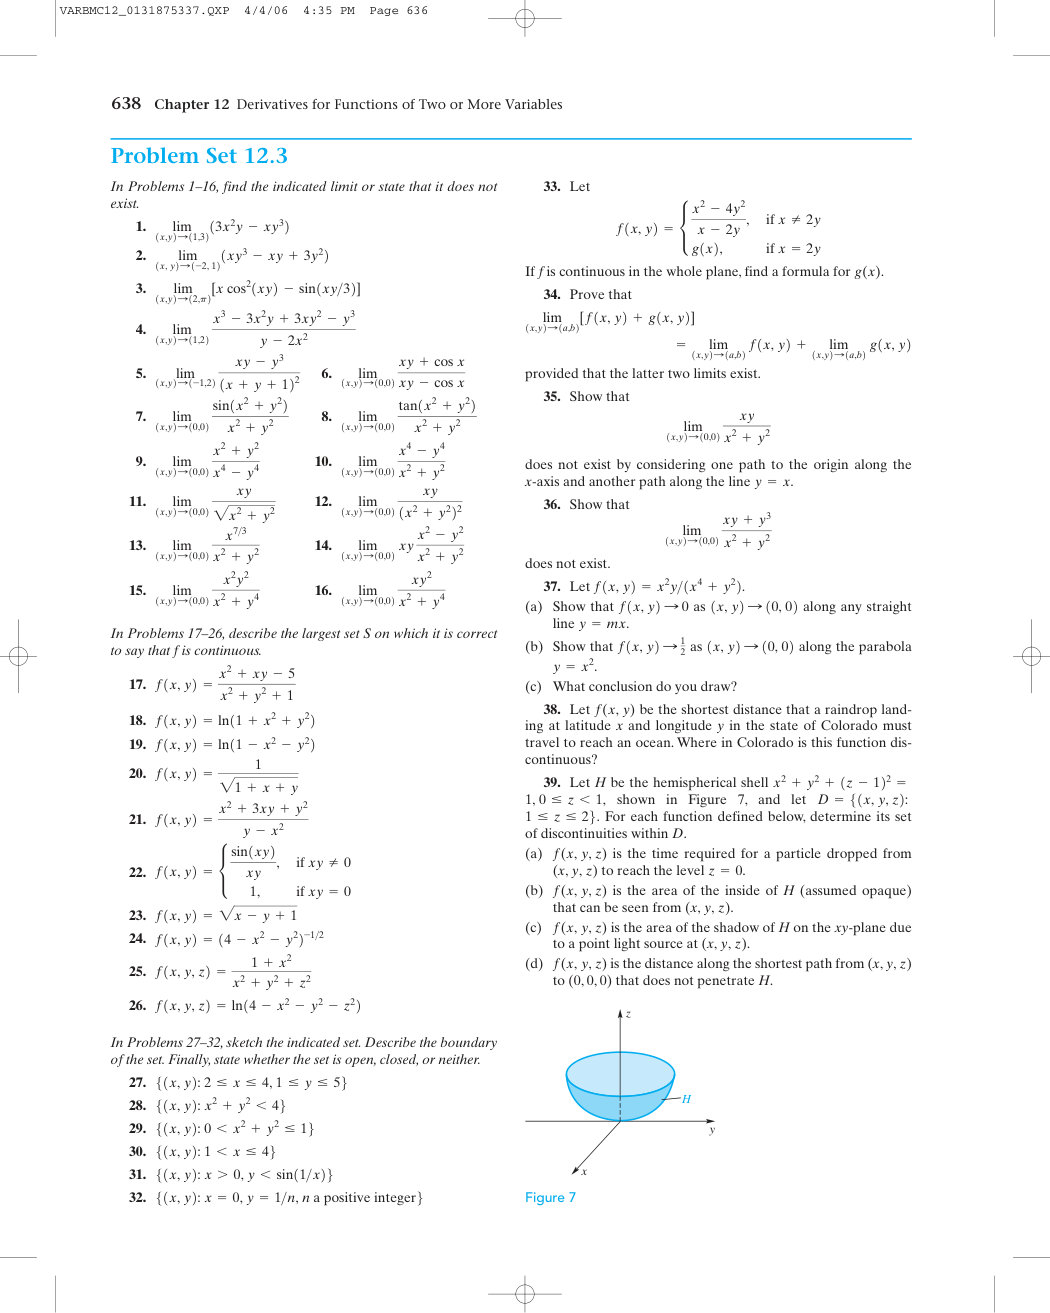 VARBMC12_0131875337.QXP 4/4/06 4:35 PM Page 636
638 Chapter 12 Derivatives for Functions of Two or More Variables
Problem Set 12.3
In Problems 1–16, find the indicated limit or state that it does not
exist.
1. lim_{(x,y)→(1,3)} (3x²y − xy³)
2. lim_{(x, y)→(−2, 1)} (xy³ − xy + 3y²)
3. lim_{(x,y)→(2,π)} [x cos²(xy) − sin(xy/3)]
4. lim_{(x,y)→(1,2)} (x³ − 3x²y + 3xy² − y³)/(y − 2x²)
5. lim_{(x,y)→(−1,2)} (xy − y³)/(x + y + 1)² 6. lim_{(x,y)→(0,0)} (xy + cos x)/(xy − cos x)
7. lim_{(x,y)→(0,0)} sin(x² + y²)/(x² + y²) 8. lim_{(x,y)→(0,0)} tan(x² + y²)/(x² + y²)
9. lim_{(x,y)→(0,0)} (x² + y²)/(x⁴ − y⁴) 10. lim_{(x,y)→(0,0)} (x⁴ − y⁴)/(x² + y²)
11. lim_{(x,y)→(0,0)} xy/√(x² + y²) 12. lim_{(x,y)→(0,0)} xy/(x² + y²)²
13. lim_{(x,y)→(0,0)} x^{7/3}/(x² + y²) 14. lim_{(x,y)→(0,0)} xy (x² − y²)/(x² + y²)
15. lim_{(x,y)→(0,0)} x²y²/(x² + y⁴) 16. lim_{(x,y)→(0,0)} xy²/(x² + y⁴)
In Problems 17–26, describe the largest set S on which it is correct
to say that f is continuous.
17. f(x, y) = (x² + xy − 5)/(x² + y² + 1)
18. f(x, y) = ln(1 + x² + y²)
19. f(x, y) = ln(1 − x² − y²)
20. f(x, y) = 1/√(1 + x + y)
21. f(x, y) = (x² + 3xy + y²)/(y − x²)
22. f(x, y) = { sin(xy)/xy, if xy ≠ 0
1, if xy = 0
23. f(x, y) = √(x − y + 1)
24. f(x, y) = (4 − x² − y²)^{−1/2}
25. f(x, y, z) = (1 + x²)/(x² + y² + z²)
26. f(x, y, z) = ln(4 − x² − y² − z²)
In Problems 27–32, sketch the indicated set. Describe the boundary
of the set. Finally, state whether the set is open, closed, or neither.
27. {(x, y): 2 ≤ x ≤ 4, 1 ≤ y ≤ 5}
28. {(x, y): x² + y² < 4}
29. {(x, y): 0 < x² + y² ≤ 1}
30. {(x, y): 1 < x ≤ 4}
31. {(x, y): x > 0, y < sin(1/x)}
32. {(x, y): x = 0, y = 1/n, n a positive integer}
33. Let
f(x, y) = { (x² − 4y²)/(x − 2y), if x ≠ 2y
g(x), if x = 2y
If f is continuous in the whole plane, find a formula for g(x).
34. Prove that
lim_{(x,y)→(a,b)} [f(x, y) + g(x, y)]
= lim_{(x,y)→(a,b)} f(x, y) + lim_{(x,y)→(a,b)} g(x, y)
provided that the latter two limits exist.
35. Show that
lim_{(x,y)→(0,0)} xy/(x² + y²)
does not exist by considering one path to the origin along the
x-axis and another path along the line y = x.
36. Show that
lim_{(x,y)→(0,0)} (xy + y³)/(x² + y²)
does not exist.
37. Let f(x, y) = x²y/(x⁴ + y²).
(a) Show that f(x, y) → 0 as (x, y) → (0, 0) along any straight
line y = mx.
(b) Show that f(x, y) → ½ as (x, y) → (0, 0) along the parabola
y = x².
(c) What conclusion do you draw?
38. Let f(x, y) be the shortest distance that a raindrop land-
ing at latitude x and longitude y in the state of Colorado must
travel to reach an ocean. Where in Colorado is this function dis-
continuous?
39. Let H be the hemispherical shell x² + y² + (z − 1)² =
1, 0 ≤ z < 1, shown in Figure 7, and let D = {(x, y, z):
1 ≤ z ≤ 2}. For each function defined below, determine its set
of discontinuities within D.
(a) f(x, y, z) is the time required for a particle dropped from
(x, y, z) to reach the level z = 0.
(b) f(x, y, z) is the area of the inside of H (assumed opaque)
that can be seen from (x, y, z).
(c) f(x, y, z) is the area of the shadow of H on the xy-plane due
to a point light source at (x, y, z).
(d) f(x, y, z) is the distance along the shortest path from (x, y, z)
to (0, 0, 0) that does not penetrate H.
z
H
y
x
Figure 7